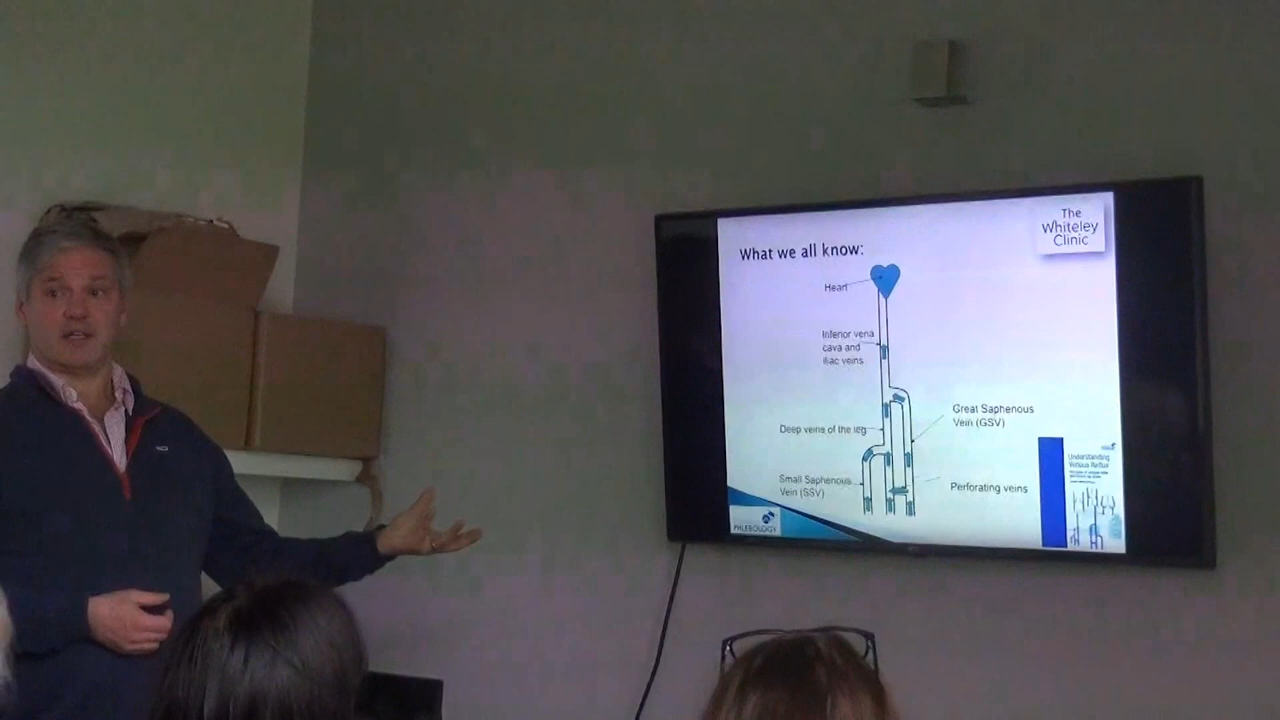 The
Whiteley
Clinic
What we all know:
Heart
Inferior vena
cava and
iliac veins
Great Saphenous
Vein (GSV)
Deep veins of the leg
Small Saphenous
Vein (SSV)
Perforating veins
Understanding
Venous Reflux
PHLEBOLOGY